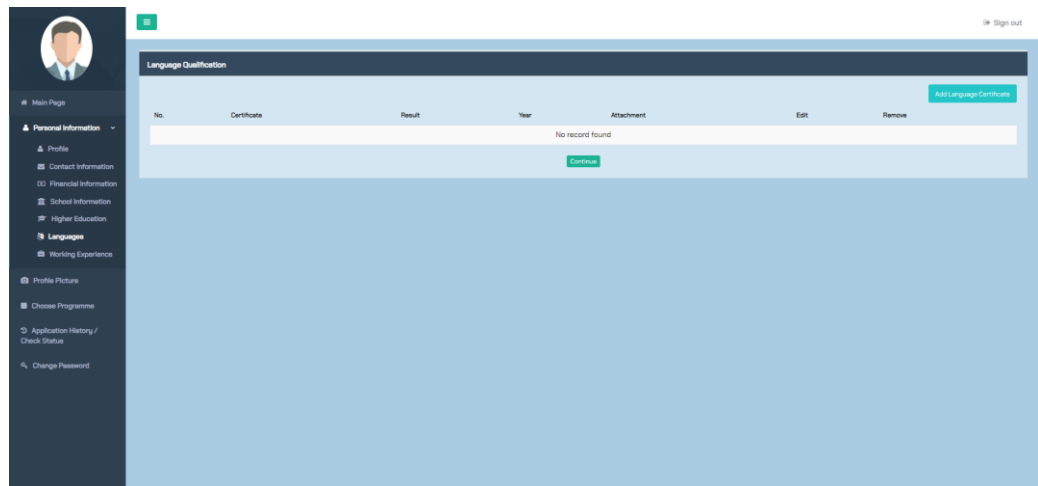 Sign out
Language Qualification
Add Language Certificate
No. Certificate Result Year Attachment Edit Remove
No record found
Continue
Main Page
Personal Information
Profile
Contact Information
Financial Information
School Information
Higher Education
Languages
Working Experience
Profile Picture
Choose Programme
Application History /
Check Status
Change Password